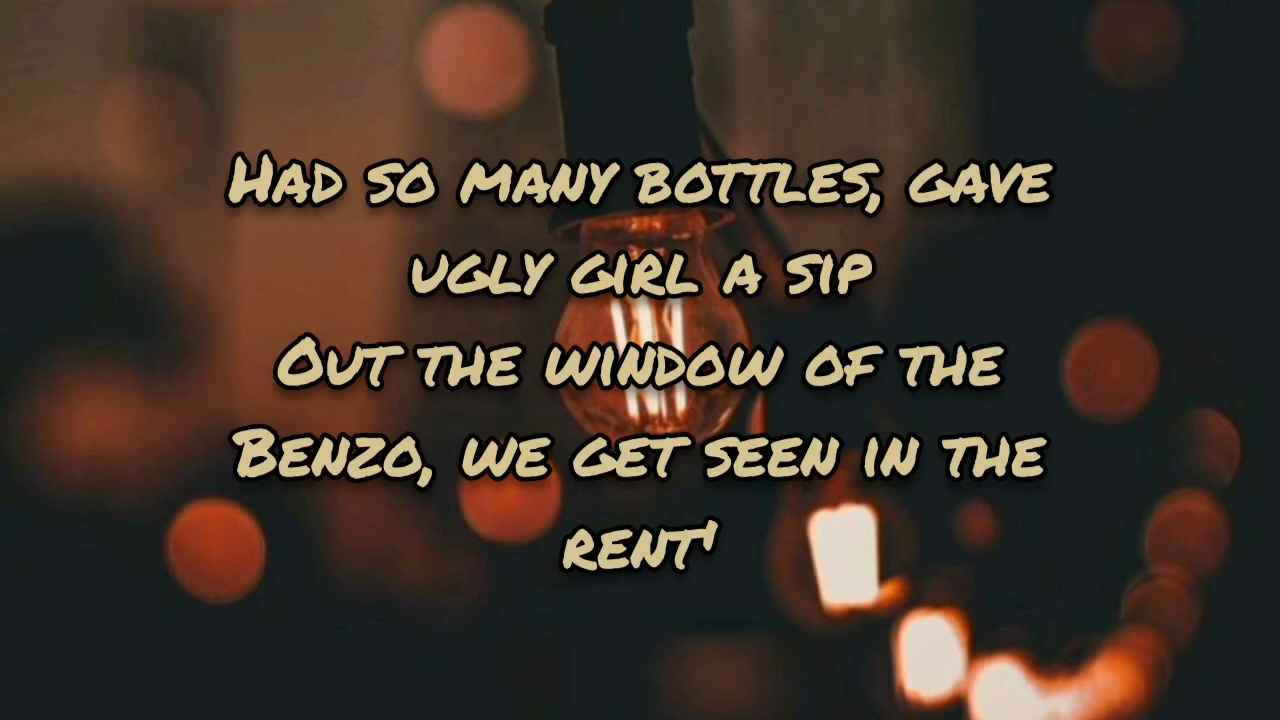 Had so many bottles, gave
ugly girl a sip
Out the window of the
Benzo, we get seen in the
rent'